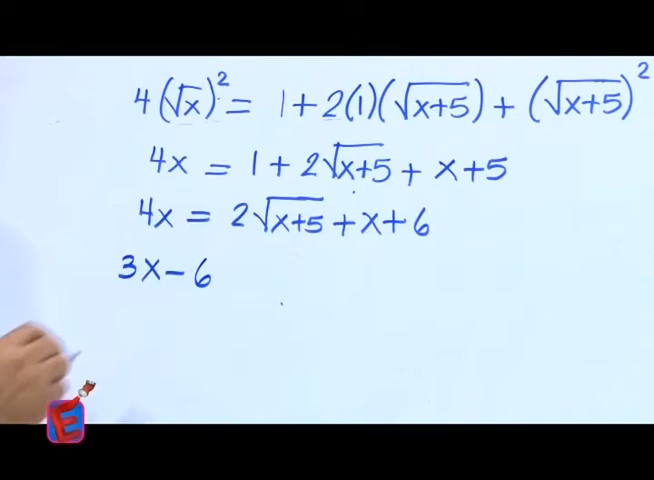 4(√x)² = 1 + 2(1)(√x+5) + (√x+5)²
4x = 1 + 2√x+5 + x+5
4x = 2√x+5 + x + 6
3x - 6
E